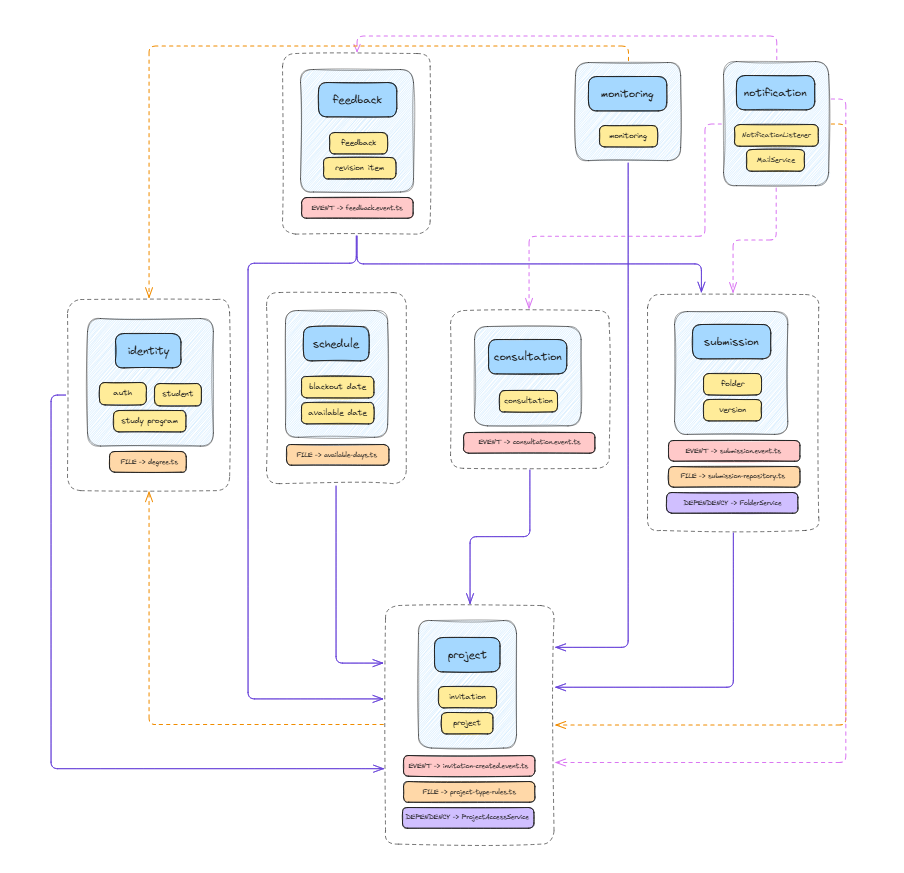 feedback
feedback
revision item
EVENT -> feedback.event.ts
monitoring
monitoring
notification
NotificationListener
MailService
identity
auth
student
study program
FILE -> degree.ts
schedule
blackout date
available date
FILE -> available-days.ts
consultation
consultation
EVENT -> consultation.event.ts
submission
folder
version
EVENT -> submission.event.ts
FILE -> submission-repository.ts
DEPENDENCY -> FolderService
project
invitation
project
EVENT -> invitation-created.event.ts
FILE -> project-type-rules.ts
DEPENDENCY -> ProjectAccessService